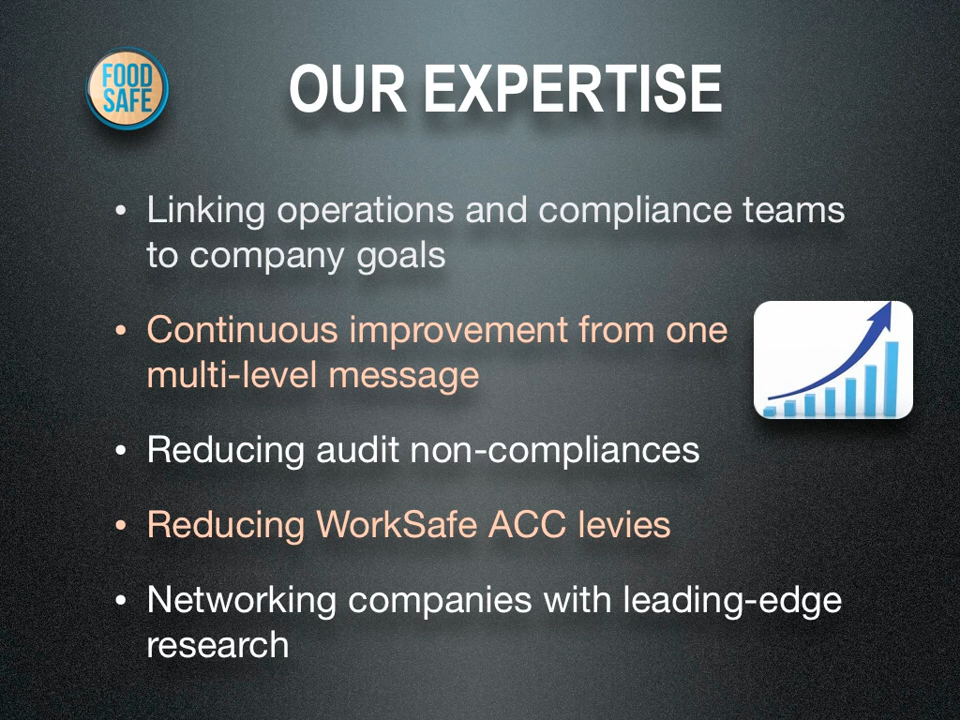 FOOD
SAFE
OUR EXPERTISE
• Linking operations and compliance teams
to company goals
• Continuous improvement from one
multi-level message
• Reducing audit non-compliances
• Reducing WorkSafe ACC levies
• Networking companies with leading-edge
research